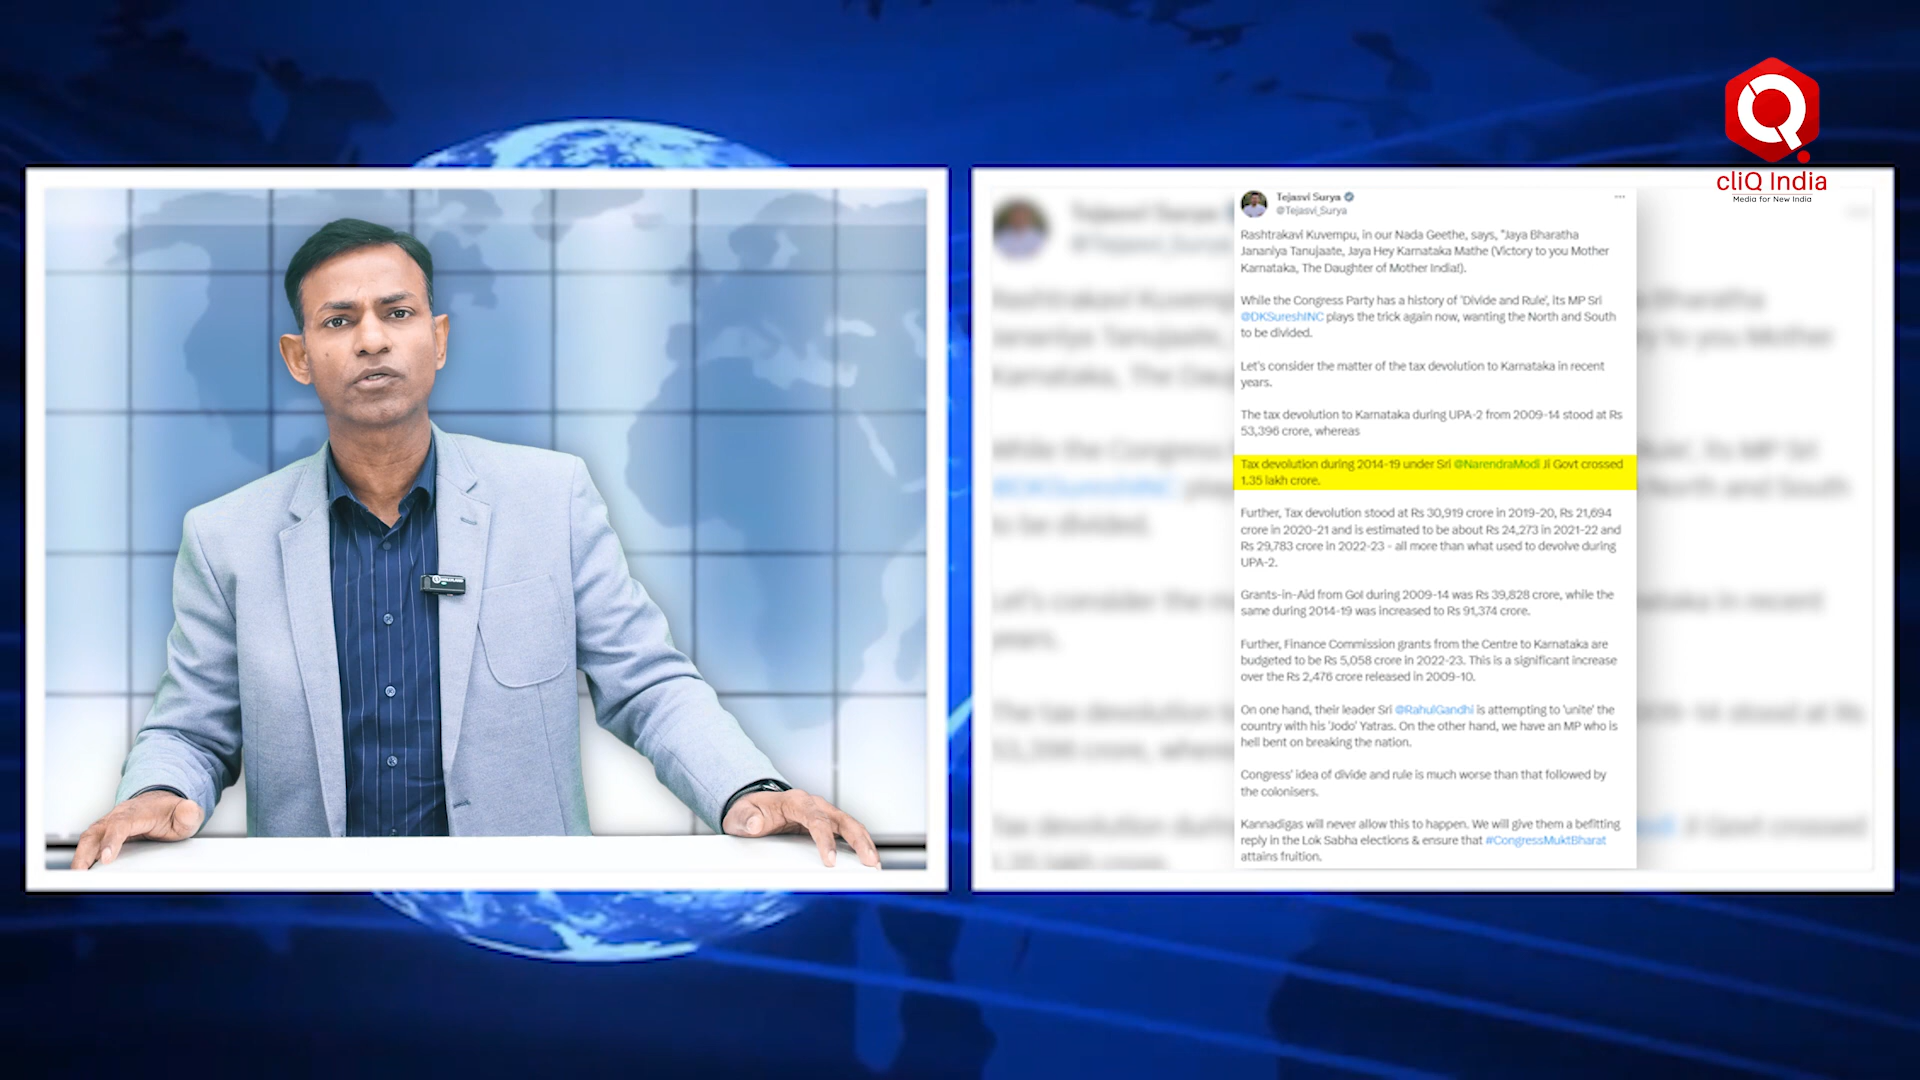 cliQ India
Media for New India
Tejasvi Surya
@Tejasvi_Surya
Rashtrakavi Kuvempu, in our Nada Geethe, says, "Jaya Bharatha
Jananiya Tanujaate, Jaya Hey Karnataka Mathe (Victory to you Mother
Karnataka, The Daughter of Mother India!).
While the Congress Party has a history of 'Divide and Rule', its MP Sri
@DKSureshINC plays the trick again now, wanting the North and South
to be divided.
Let's consider the matter of the tax devolution to Karnataka in recent
years.
The tax devolution to Karnataka during UPA-2 from 2009-14 stood at Rs
53,396 crore, whereas
Tax devolution during 2014-19 under Sri @NarendraModi Ji Govt crossed
1.35 lakh crore.
Further, Tax devolution stood at Rs 30,919 crore in 2019-20, Rs 21,694
crore in 2020-21 and is estimated to be about Rs 24,273 in 2021-22 and
Rs 29,783 crore in 2022-23 - all more than what used to devolve during
UPA-2.
Grants-in-Aid from GoI during 2009-14 was Rs 39,828 crore, while the
same during 2014-19 was increased to Rs 91,374 crore.
Further, Finance Commission grants from the Centre to Karnataka are
budgeted to be Rs 5,058 crore in 2022-23. This is a significant increase
over the Rs 2,476 crore released in 2009-10.
On one hand, their leader Sri @RahulGandhi is attempting to 'unite' the
country with his 'Jodo' Yatras. On the other hand, we have an MP who is
hell bent on breaking the nation.
Congress' idea of divide and rule is much worse than that followed by
the colonisers.
Kannadigas will never allow this to happen. We will give them a befitting
reply in the Lok Sabha elections & ensure that #CongressMuktBharat
attains fruition.